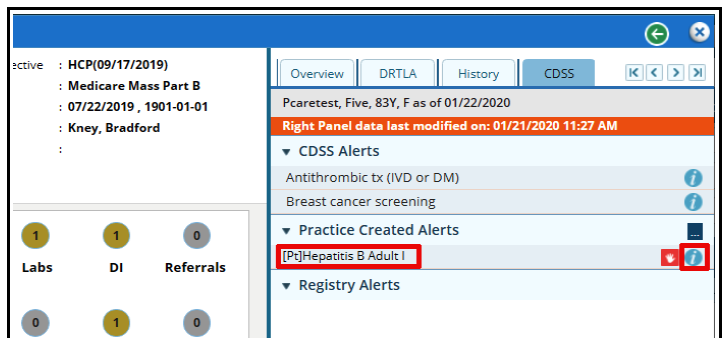 ective : HCP(09/17/2019)
: Medicare Mass Part B
: 07/22/2019 , 1901-01-01
: Kney, Bradford
:
1 1 0
Labs DI Referrals
0 1 0
Overview DRTLA History CDSS
Pcaretest, Five, 83Y, F as of 01/22/2020
Right Panel data last modified on: 01/21/2020 11:27 AM
CDSS Alerts
Antithrombic tx (IVD or DM)
Breast cancer screening
Practice Created Alerts ...
[Pt]Hepatitis B Adult I
Registry Alerts